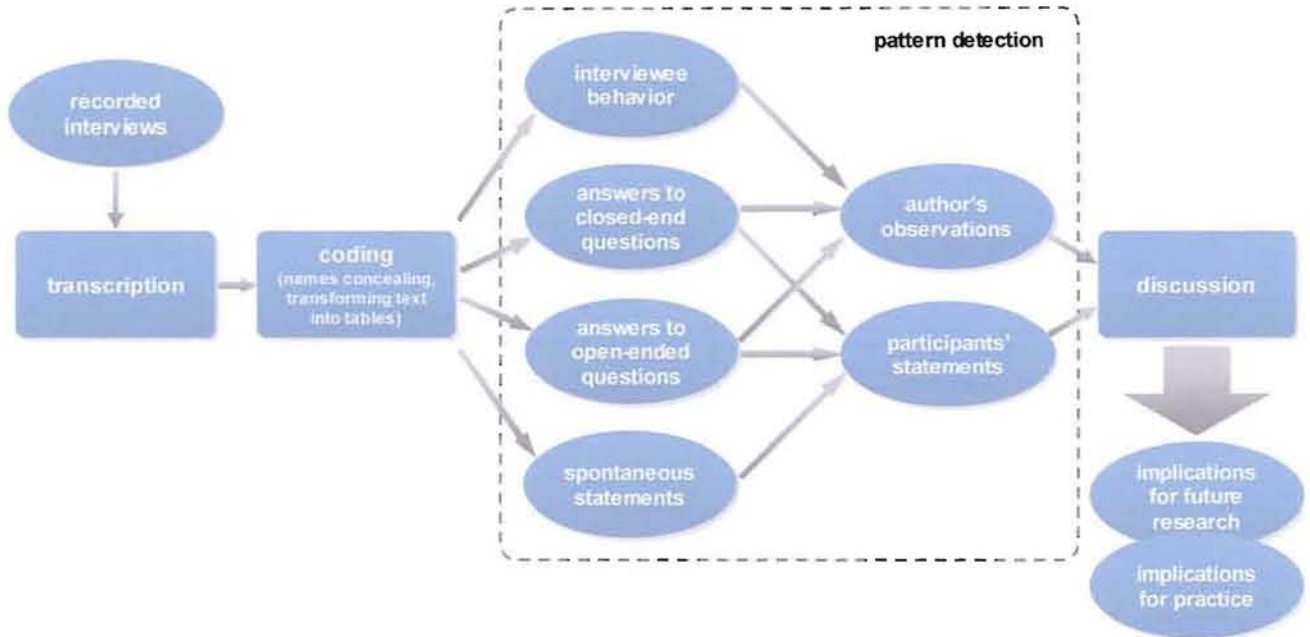 pattern detection
recorded
interviews
transcription
coding
(names concealing,
transforming text
into tables)
interviewee
behavior
answers to
closed-end
questions
answers to
open-ended
questions
spontaneous
statements
author's
observations
participants'
statements
discussion
implications
for future
research
implications
for practice